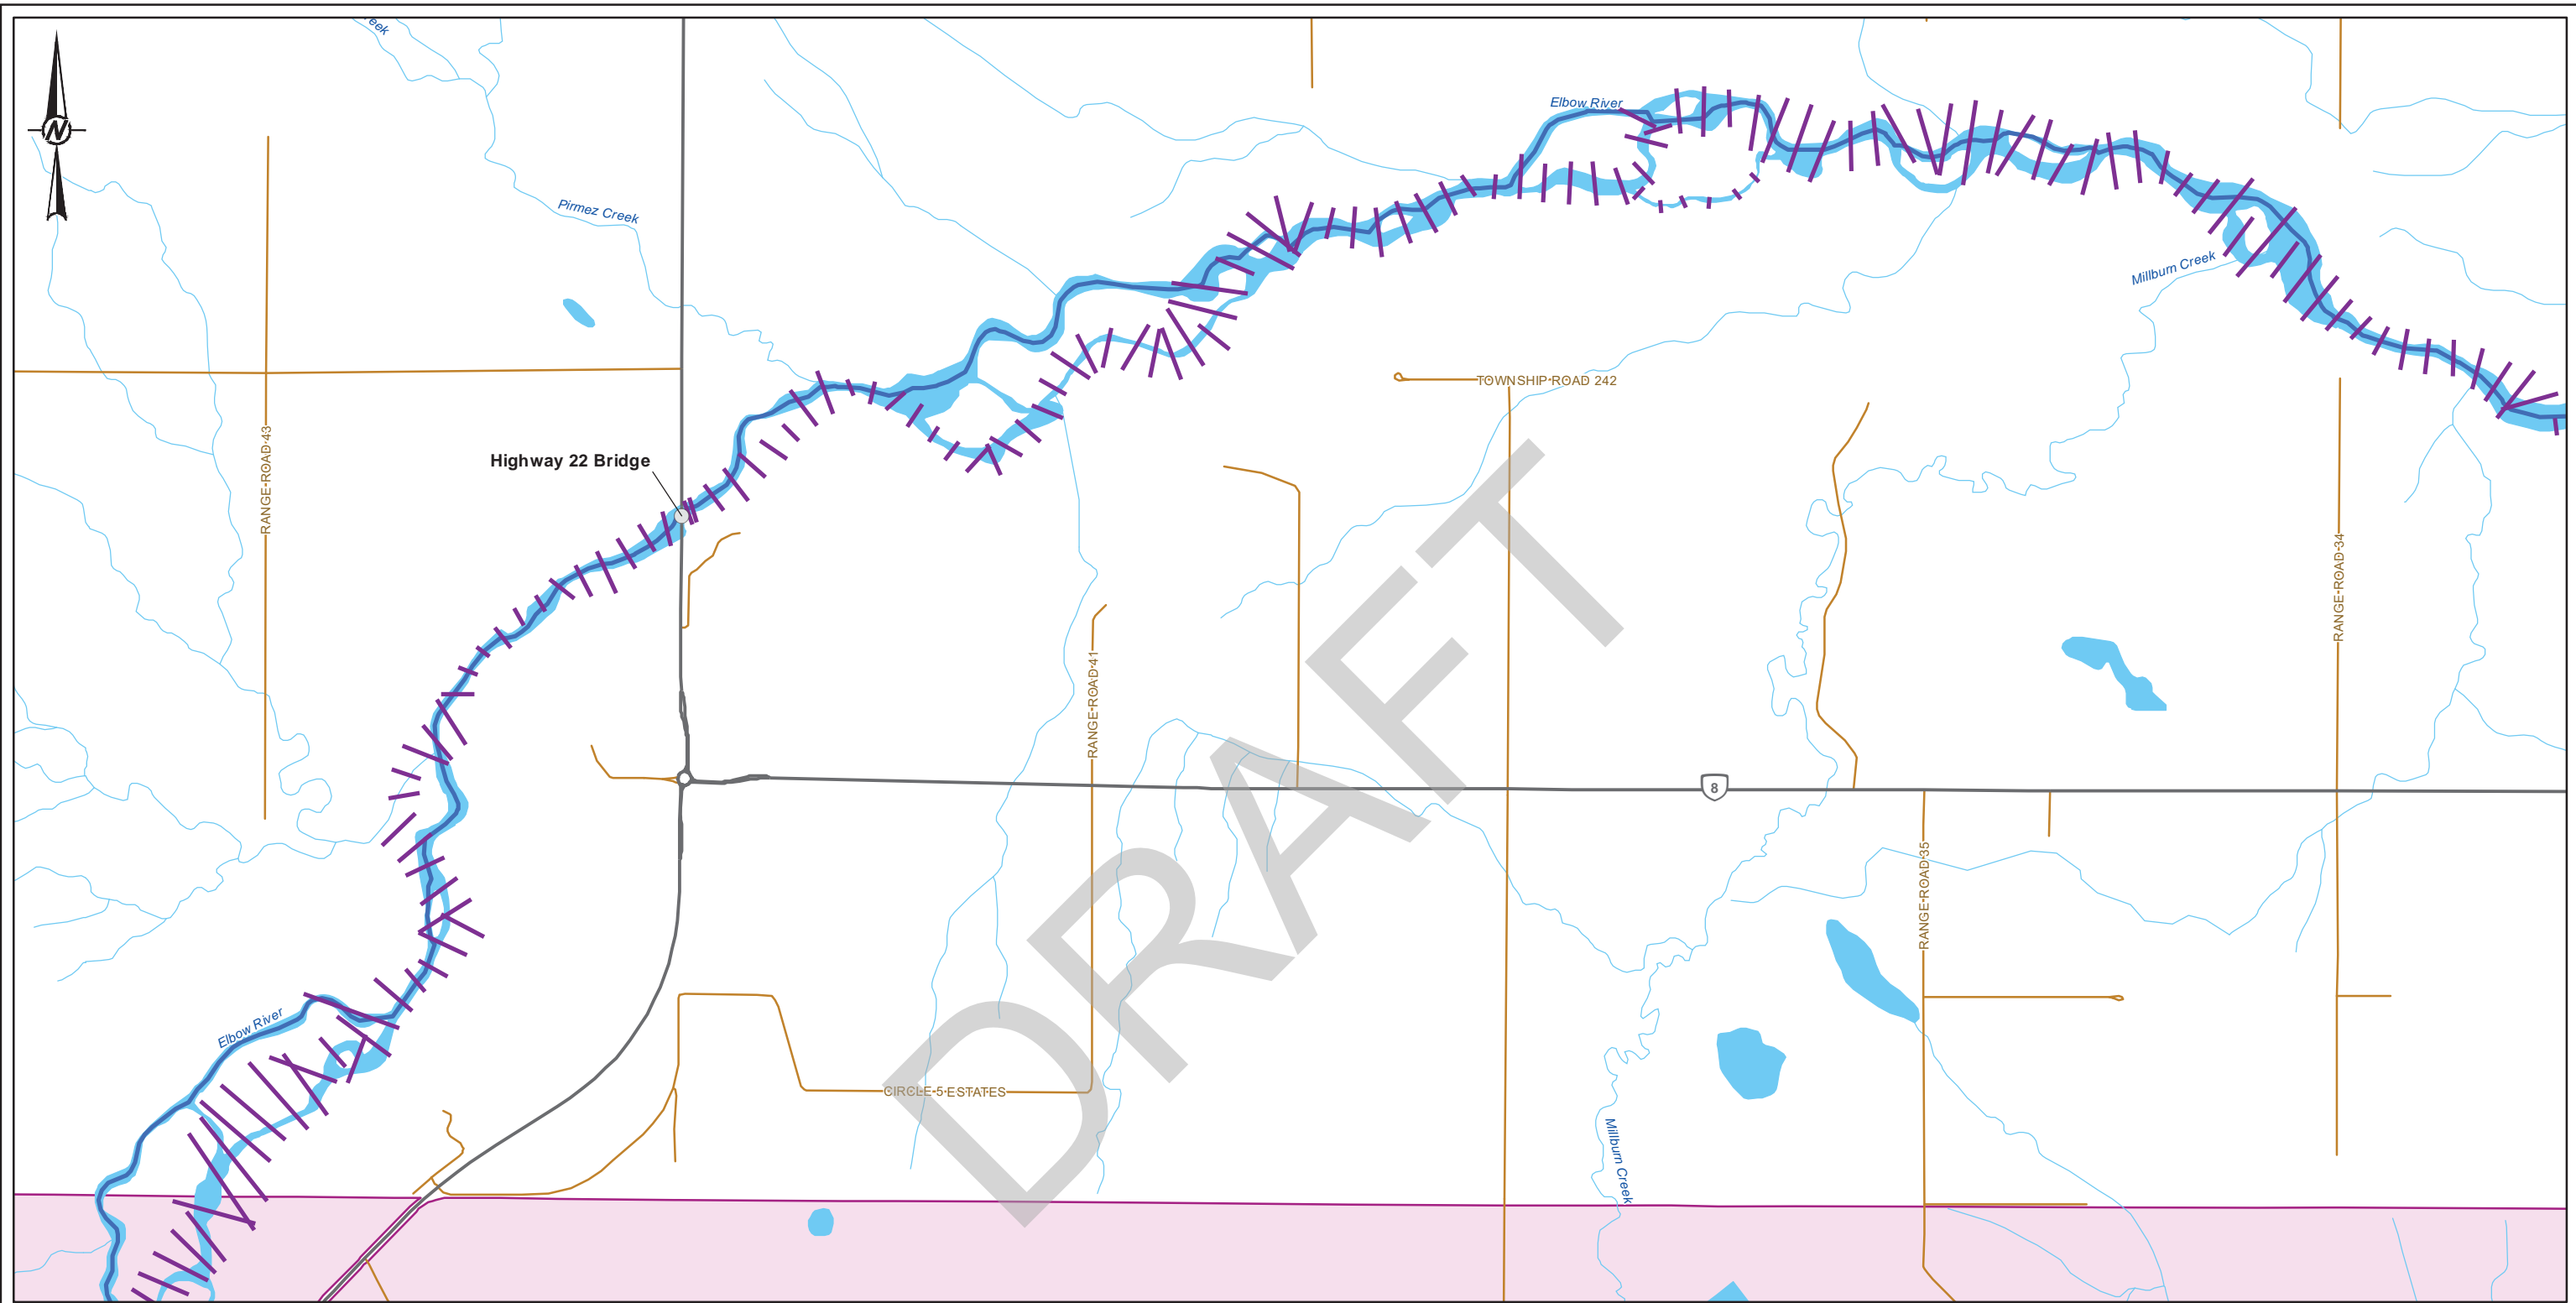 reek
N
Elbow River
Pirmez Creek
Millburn Creek
TOWNSHIP ROAD 242
RANGE ROAD 43
Highway 22 Bridge
RANGE ROAD 34
RANGE ROAD 41
8
RANGE ROAD 35
Elbow River
CIRCLE 5 ESTATES
Millburn Creek
DRAFT